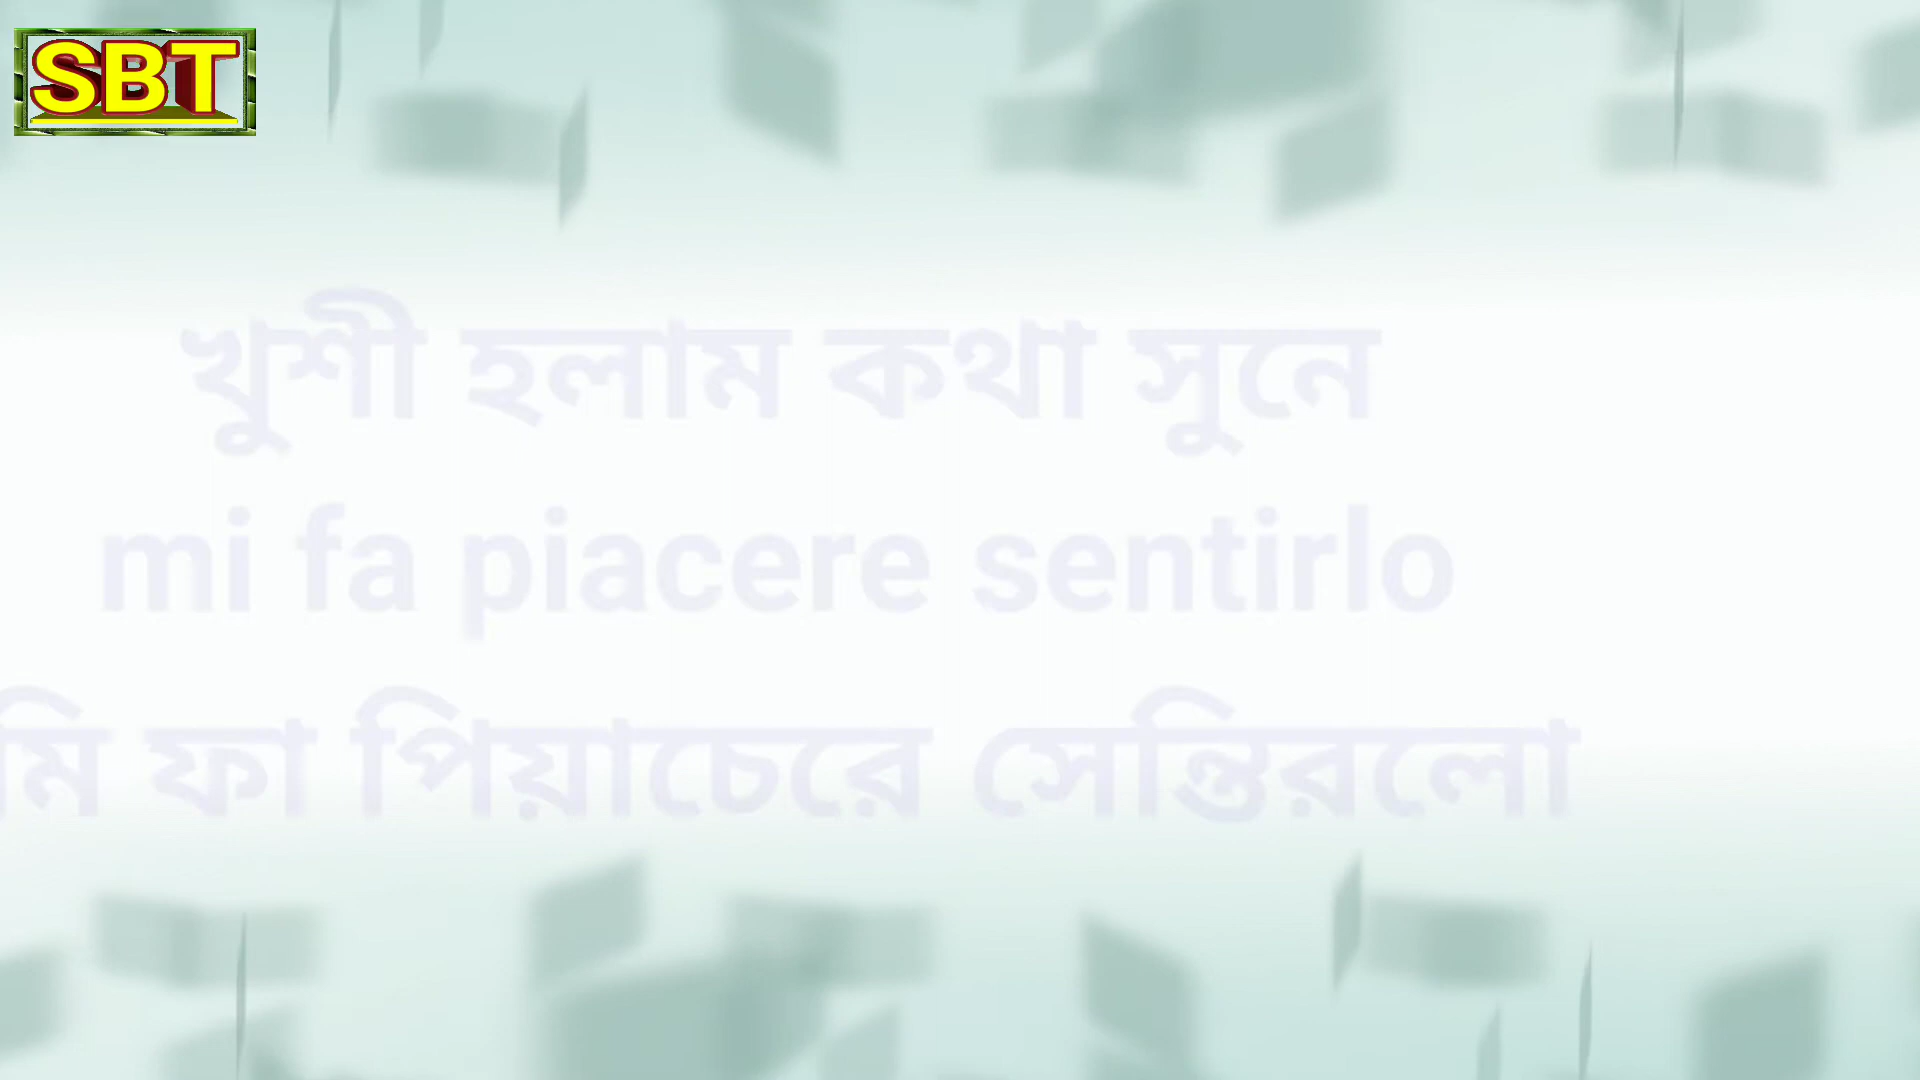 SBT
খুশী হলাম কথা সুনে
mi fa piacere sentirlo
মি ফা পিয়াচেরে সেন্তিরলো